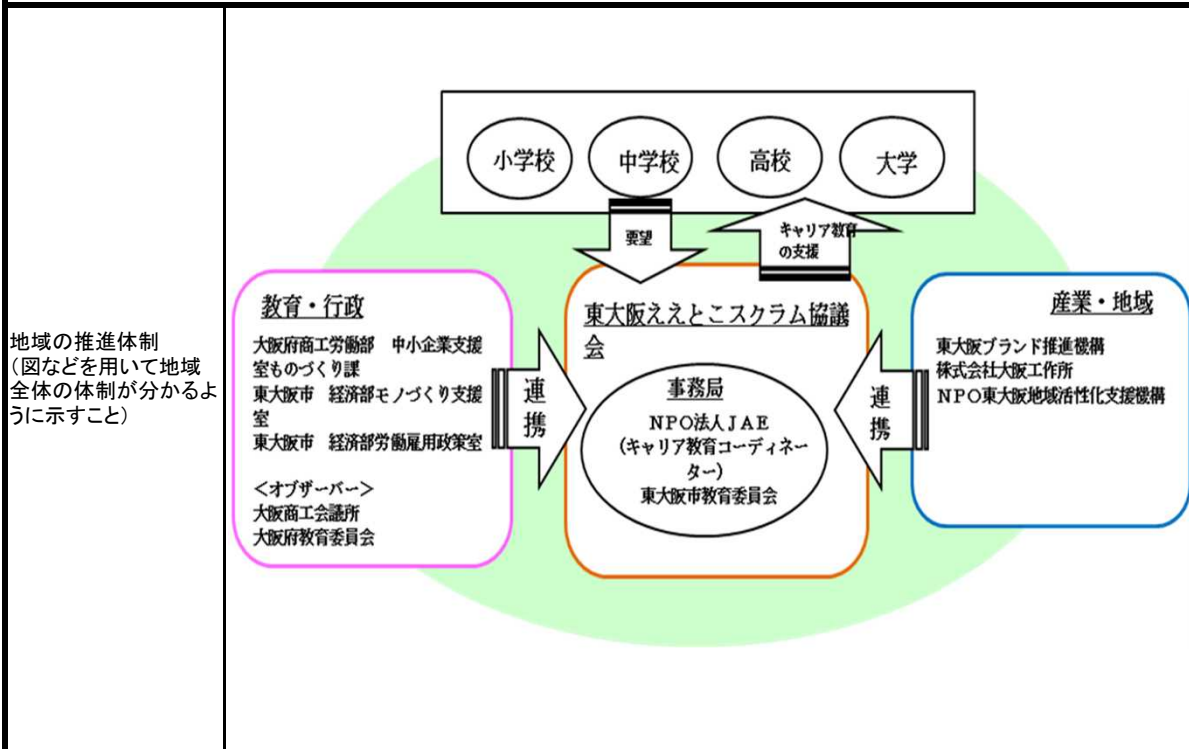 地域の推進体制
(図などを用いて地域
全体の体制が分かるよ
うに示すこと)
小学校
中学校
高校
大学
要望
キャリア教育
の支援
教育・行政
大阪府商工労働部　中小企業支援
室ものづくり課
東大阪市　経済部モノづくり支援
室
東大阪市　経済部労働雇用政策室
＜オブザーバー＞
大阪商工会議所
大阪府教育委員会
連
携
東大阪ええとこスクラム協議
会
事務局
NPO法人JAE
(キャリア教育コーディネー
ター)
東大阪市教育委員会
連
携
産業・地域
東大阪ブランド推進機構
株式会社大阪工作所
NPO東大阪地域活性化支援機構